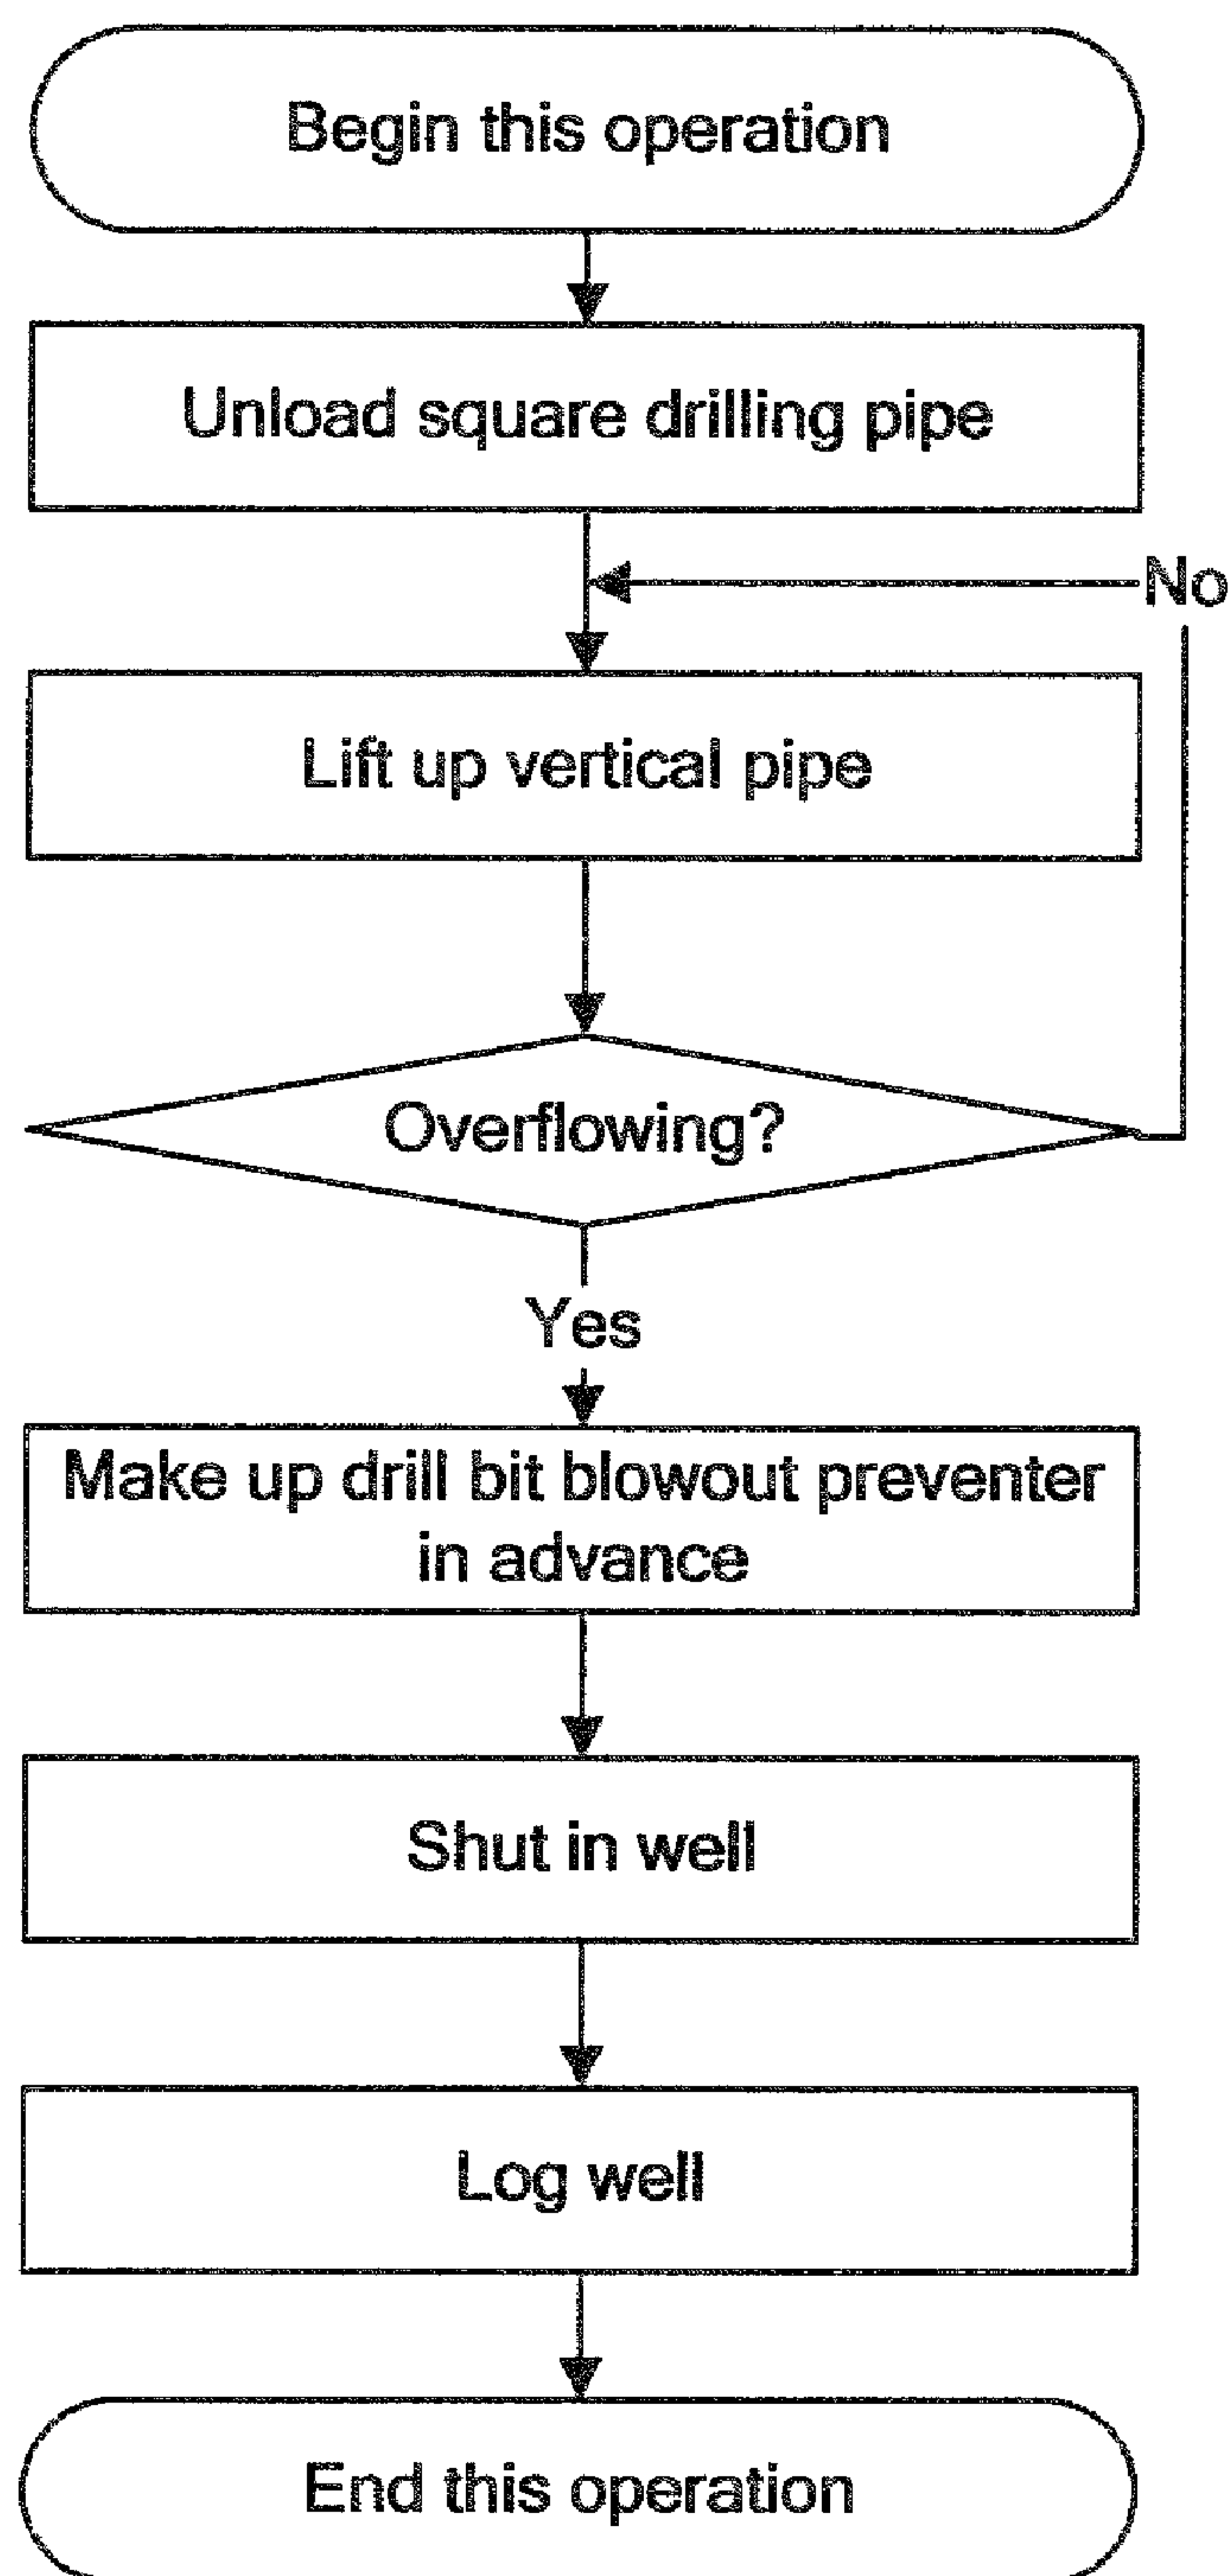 Begin this operation
Unload square drilling pipe
No
Lift up vertical pipe
Overflowing?
Yes
Make up drill bit blowout preventer
in advance
Shut in well
Log well
End this operation